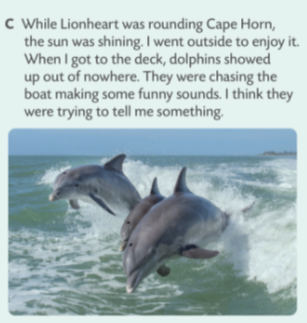 C While Lionheart was rounding Cape Horn,
the sun was shining. I went outside to enjoy it.
When I got to the deck, dolphins showed
up out of nowhere. They were chasing the
boat making some funny sounds. I think they
were trying to tell me something.